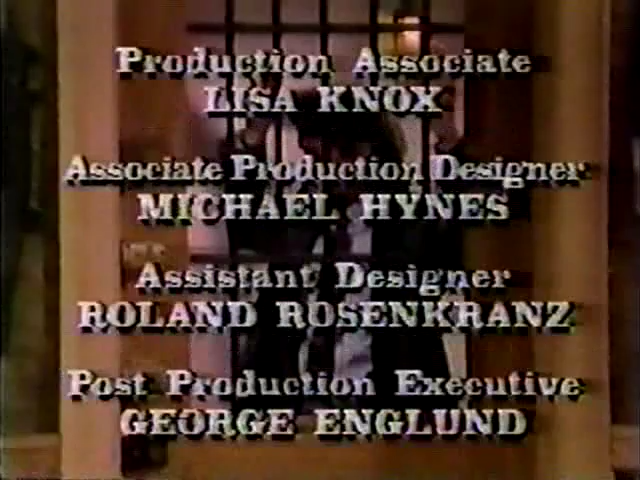 Production Associate
LISA KNOX
Associate Production Designer
MICHAEL HYNES
Assistant Designer
ROLAND ROSENKRANZ
Post Production Executive
GEORGE ENGLUND